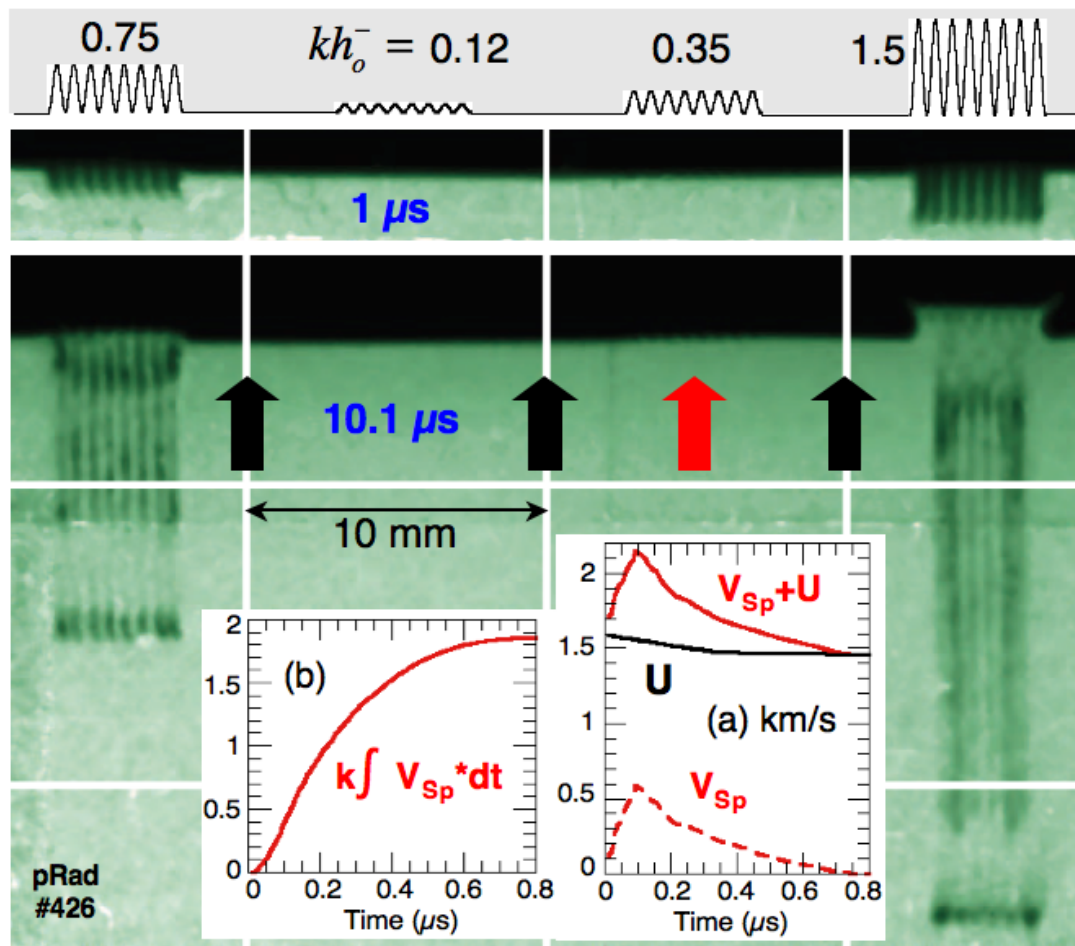 0.75
kh₀⁻ = 0.12
0.35
1.5
1 μs
10.1 μs
10 mm
2
1.5
1
0.5
0
(b)
k∫ V_Sp*dt
0 0.2 0.4 0.6 0.8
Time (μs)
2
1.5
1
0.5
0
V_Sp+U
U
(a) km/s
V_Sp
0 0.2 0.4 0.6 0.8
Time (μs)
pRad
#426